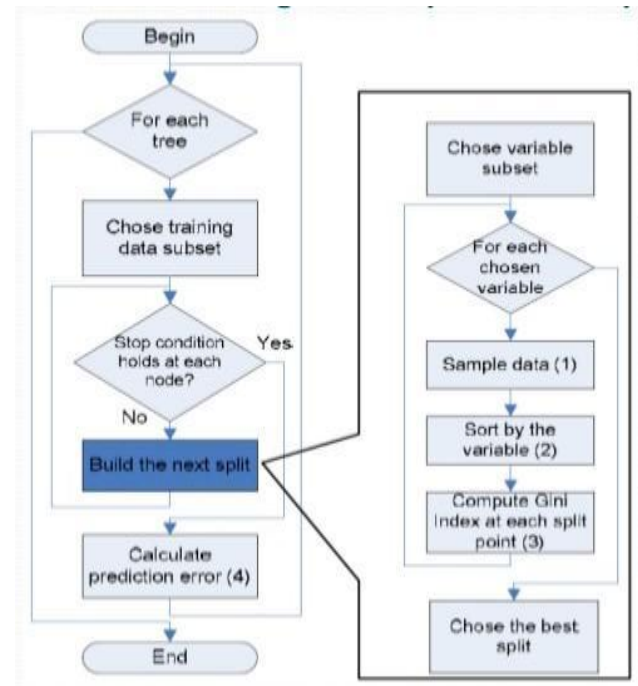 Begin
For each
tree
Chose training
data subset
Stop condition
holds at each
node?
Yes
No
Build the next split
Calculate
prediction error (4)
End
Chose variable
subset
For each
chosen
variable
Sample data (1)
Sort by the
variable (2)
Compute Gini
index at each split
point (3)
Chose the best
split